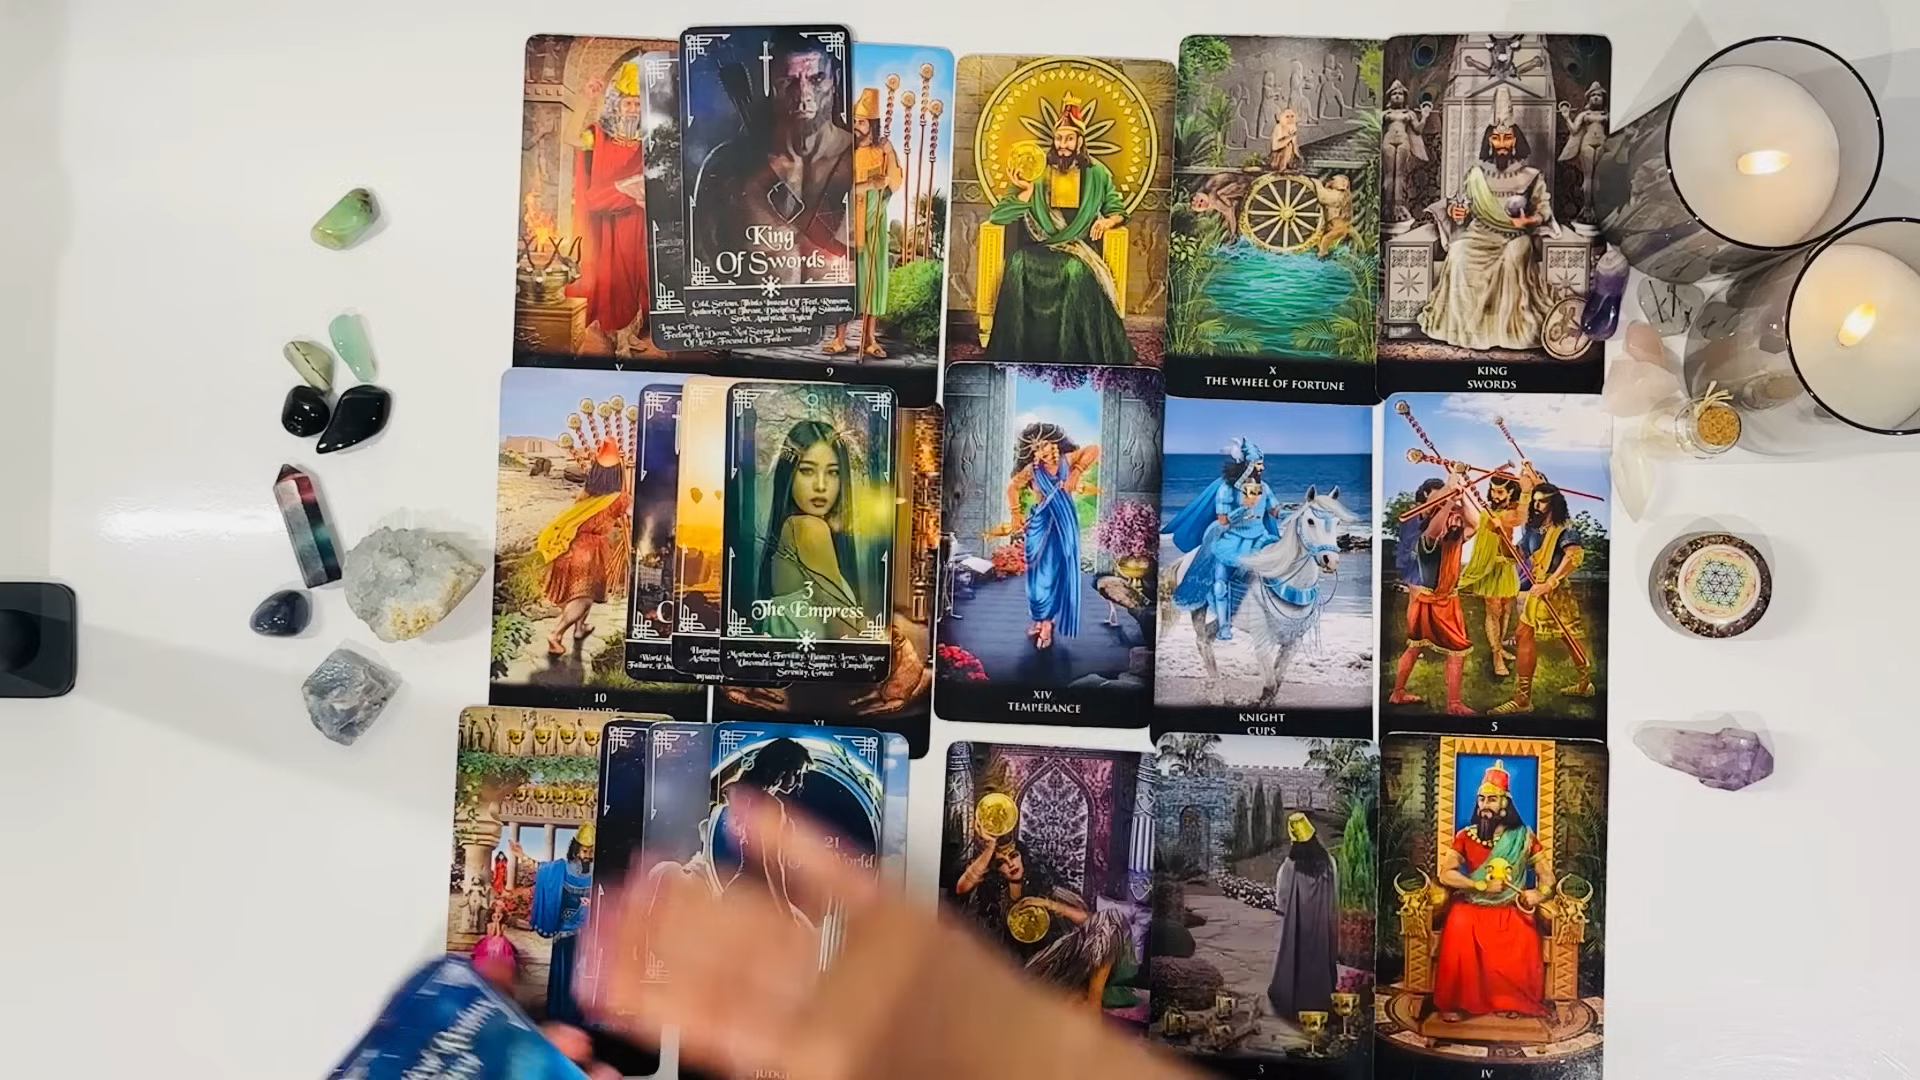 King
Of Swords
Cold, Serious, Thinks Instead Of Feel, Reasons,
Authority, Cut Throat, Discipline, High Standards,
Strict, Analytical, Logical
Feeling Let Down, Not Seeing Possibility
Of Love, Focused On Failure
V
9
X
THE WHEEL OF FORTUNE
KING
SWORDS
3
The Empress
Motherhood, Fertility, Beauty, Love, Nature
Unconditional Love, Support, Empathy,
Serenity, Grace
10
WANDS
XI
XIV
TEMPERANCE
KNIGHT
CUPS
5
21
World
5
IV